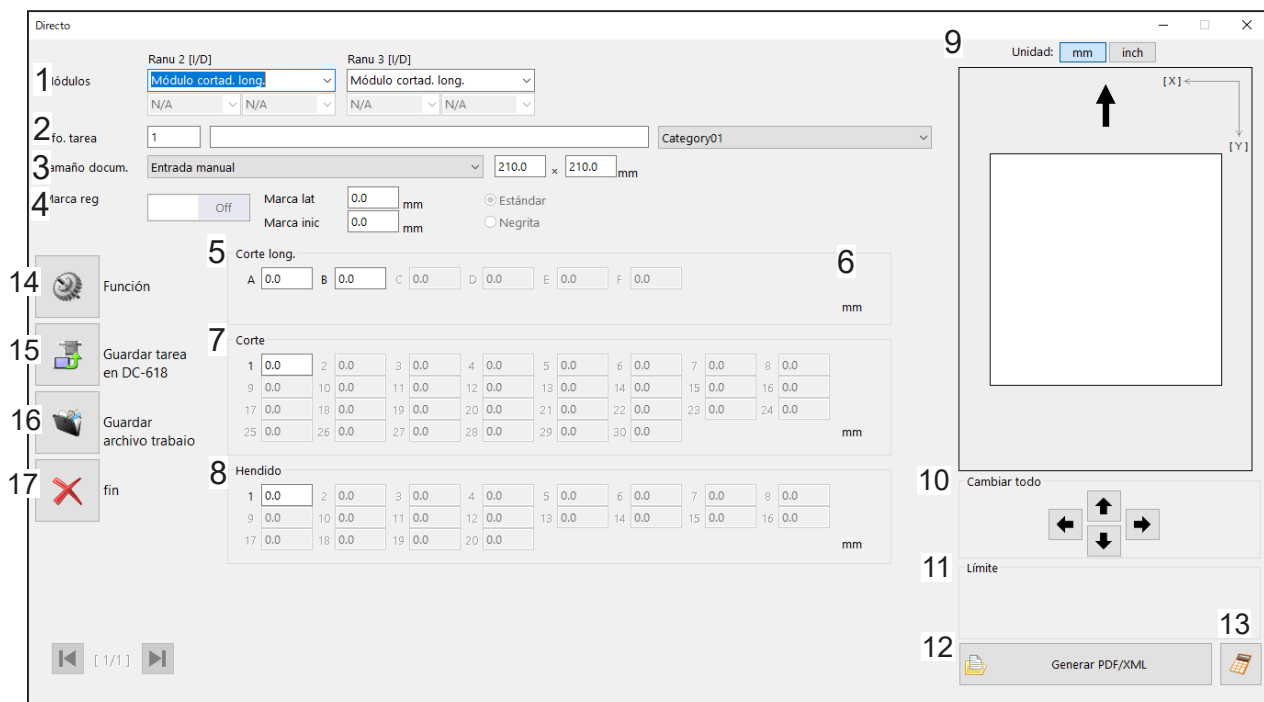 Directo
9 Unidad: mm inch
Ranu 2 [I/D] Ranu 3 [I/D]
1 Módulos Módulo cortad. long. Módulo cortad. long.
N/A N/A N/A N/A
[X]
[Y]
2 fo. tarea 1 Category01
3 amaño docum. Entrada manual 210.0 × 210.0 mm
4 Marca reg Off Marca lat 0.0 mm Estándar
Marca inic 0.0 mm Negrita
5 Corte long. 6
A 0.0 B 0.0 C 0.0 D 0.0 E 0.0 F 0.0
mm
14 Función
7 Corte
1 0.0 2 0.0 3 0.0 4 0.0 5 0.0 6 0.0 7 0.0 8 0.0
9 0.0 10 0.0 11 0.0 12 0.0 13 0.0 14 0.0 15 0.0 16 0.0
17 0.0 18 0.0 19 0.0 20 0.0 21 0.0 22 0.0 23 0.0 24 0.0
25 0.0 26 0.0 27 0.0 28 0.0 29 0.0 30 0.0 mm
15 Guardar tarea
en DC-618
16 Guardar
archivo trabaio
17 fin
8 Hendido
1 0.0 2 0.0 3 0.0 4 0.0 5 0.0 6 0.0 7 0.0 8 0.0
9 0.0 10 0.0 11 0.0 12 0.0 13 0.0 14 0.0 15 0.0 16 0.0
17 0.0 18 0.0 19 0.0 20 0.0 mm
10 Cambiar todo
11 Límite
13
12 Generar PDF/XML
[ 1/1 ]